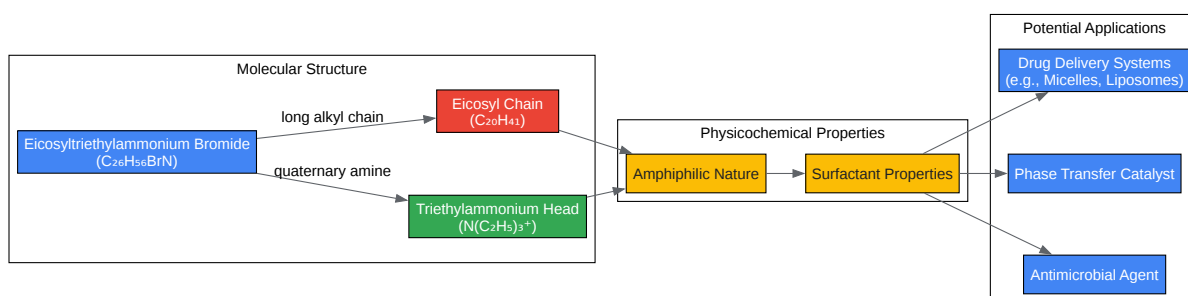 Molecular Structure
Eicosyltriethylammonium Bromide
(C₂₆H₅₆BrN)
long alkyl chain
quaternary amine
Eicosyl Chain
(C₂₀H₄₁)
Triethylammonium Head
(N(C₂H₅)₃⁺)
Physicochemical Properties
Amphiphilic Nature
Surfactant Properties
Potential Applications
Drug Delivery Systems
(e.g., Micelles, Liposomes)
Phase Transfer Catalyst
Antimicrobial Agent